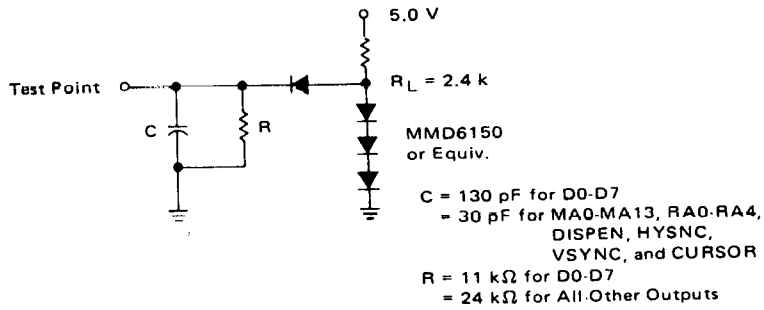 5.0 V
Test Point
R_L = 2.4 k
C
R
MMD6150
or Equiv.
C = 130 pF for D0-D7
= 30 pF for MA0-MA13, RA0-RA4,
DISPEN, HYSNC,
VSYNC, and CURSOR
R = 11 kΩ for D0-D7
= 24 kΩ for All Other Outputs